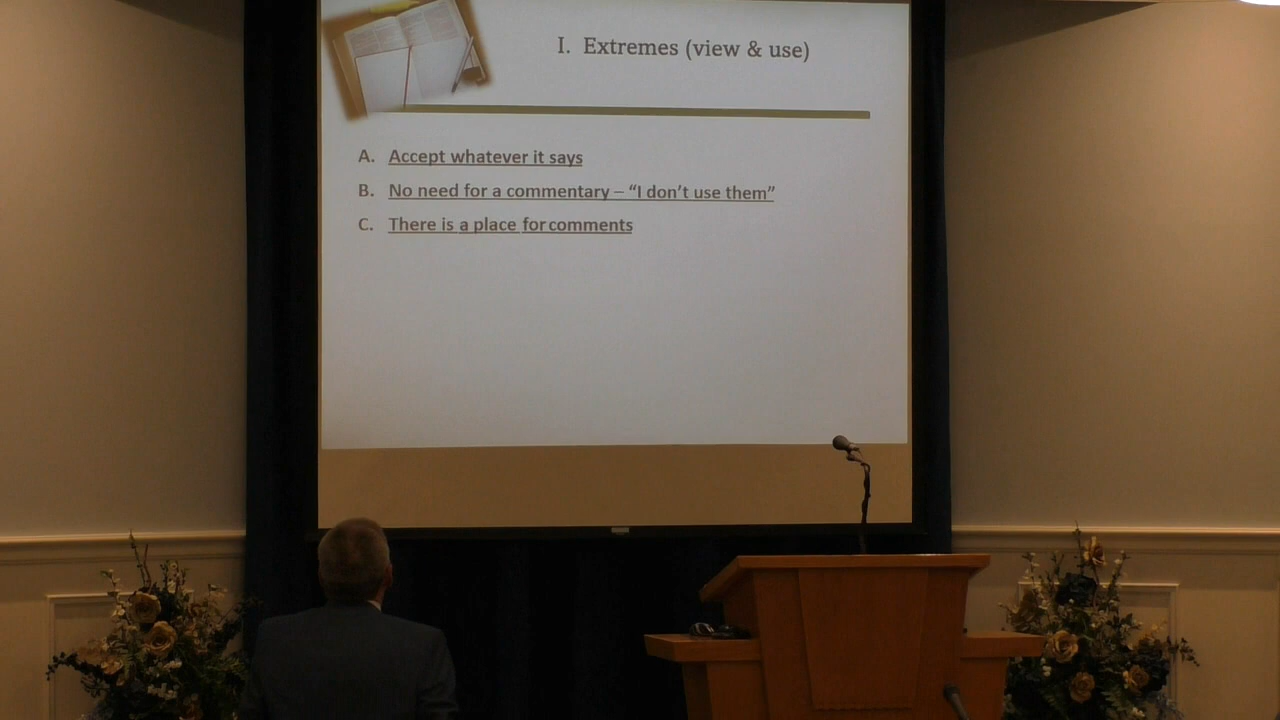 I. Extremes (view & use)
A. Accept whatever it says
B. No need for a commentary – “I don’t use them”
C. There is a place for comments